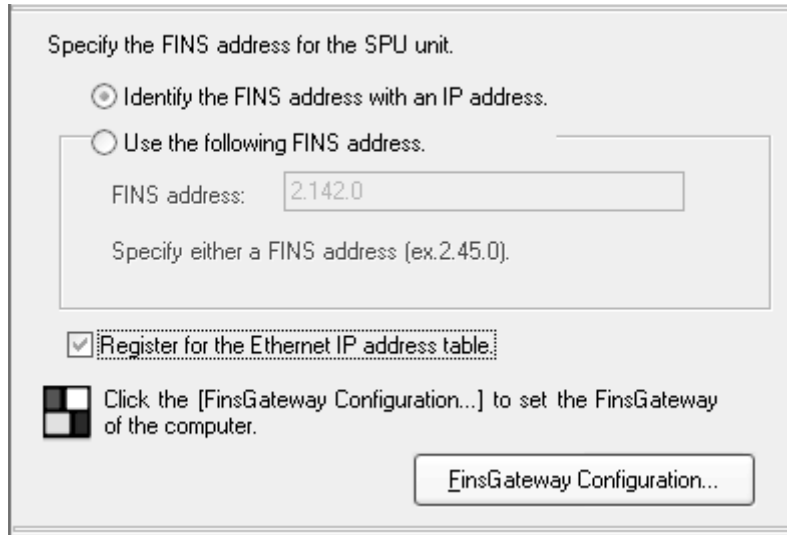 Specify the FINS address for the SPU unit.
Identify the FINS address with an IP address.
Use the following FINS address.
FINS address: 2.142.0
Specify either a FINS address (ex.2.45.0).
Register for the Ethernet IP address table.
Click the [FinsGateway Configuration...] to set the FinsGateway
of the computer.
FinsGateway Configuration...